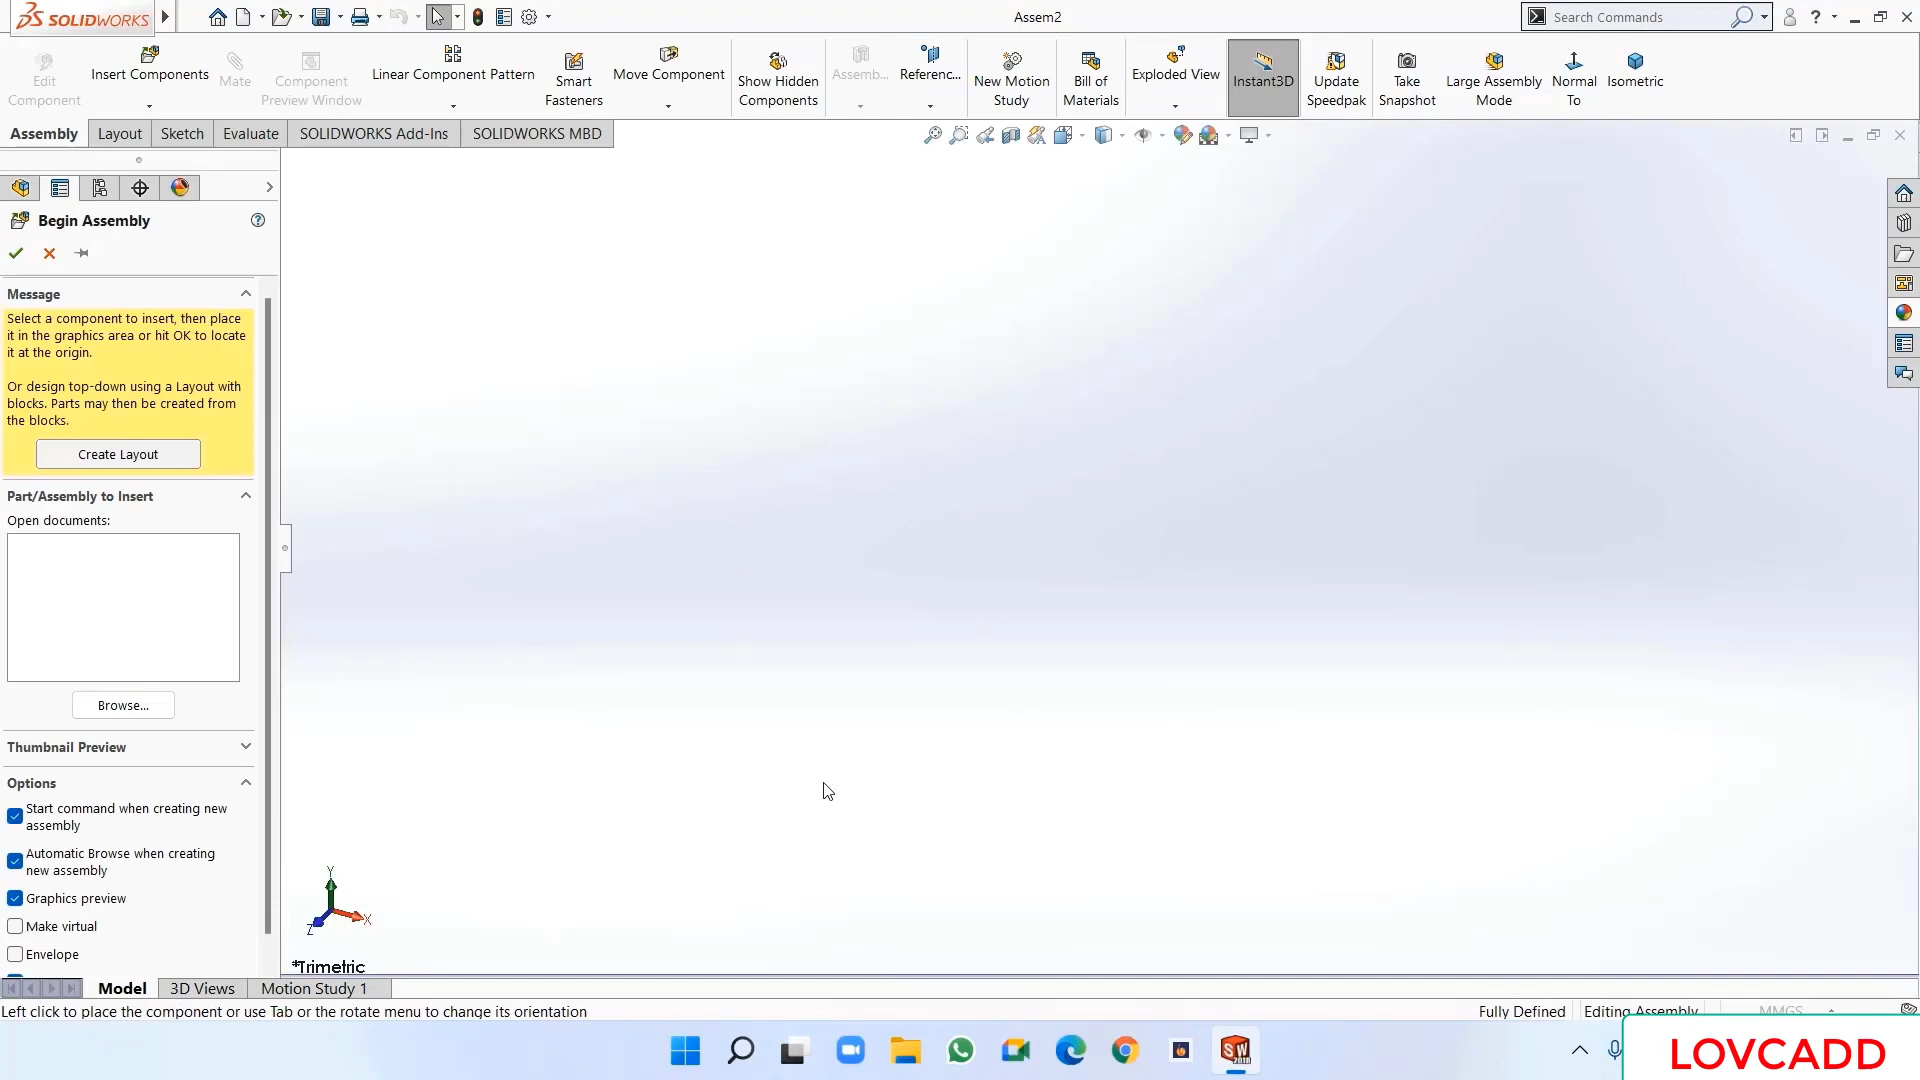 SOLIDWORKS
Assem2
Search Commands
Edit
Component
Insert Components
Mate
Component
Preview Window
Linear Component Pattern
Smart
Fasteners
Move Component
Show Hidden
Components
Assemb...
Referenc...
New Motion
Study
Bill of
Materials
Exploded View
Instant3D
Update
Speedpak
Take
Snapshot
Large Assembly
Mode
Normal
To
Isometric
Assembly
Layout
Sketch
Evaluate
SOLIDWORKS Add-Ins
SOLIDWORKS MBD
Begin Assembly
Message
Select a component to insert, then place
it in the graphics area or hit OK to locate
it at the origin.
Or design top-down using a Layout with
blocks. Parts may then be created from
the blocks.
Create Layout
Part/Assembly to Insert
Open documents:
Browse...
Thumbnail Preview
Options
Start command when creating new
assembly
Automatic Browse when creating
new assembly
Graphics preview
Make virtual
Envelope
Y
X
Z
*Trimetric
Model
3D Views
Motion Study 1
Left click to place the component or use Tab or the rotate menu to change its orientation
Fully Defined
Editing Assembly
MMGS
SW
2018
LOVCADD